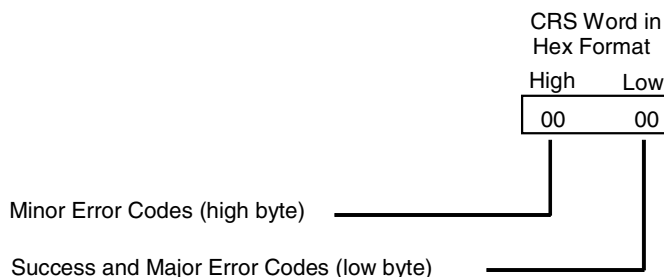 CRS Word in
Hex Format
High Low
00 00
Minor Error Codes (high byte)
Success and Major Error Codes (low byte)